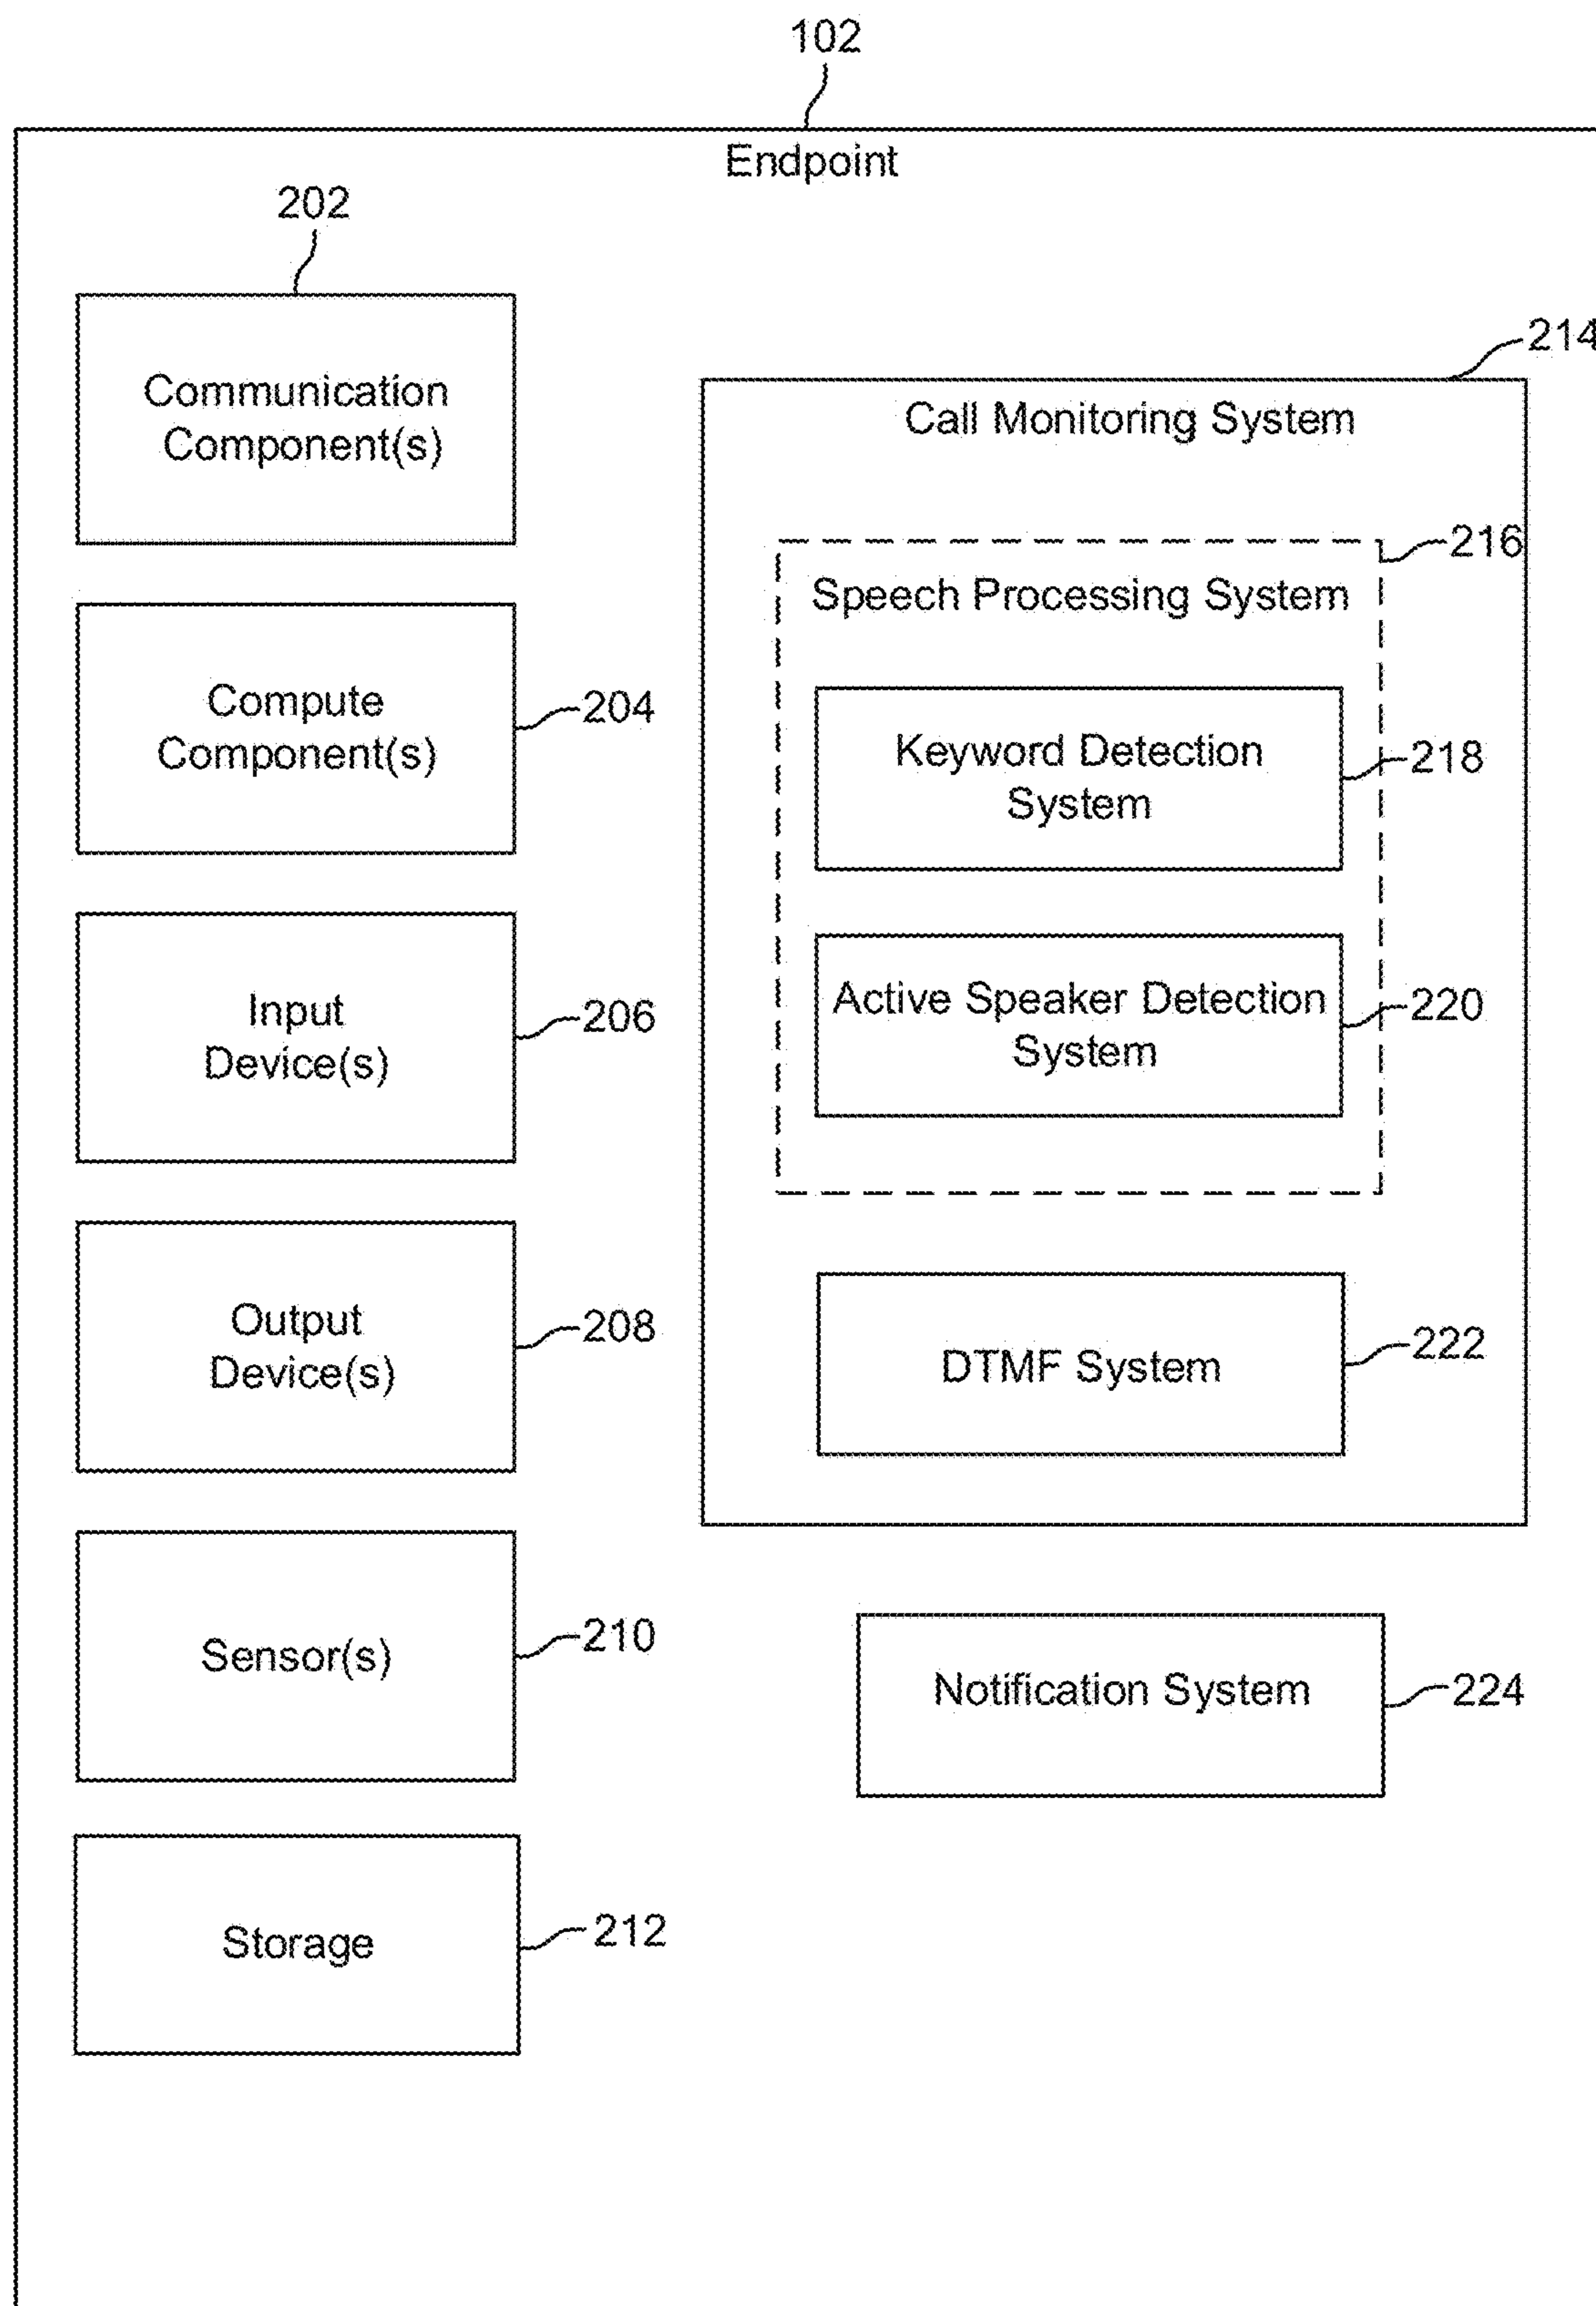 102
Endpoint
202
Communication
Component(s)
Compute
Component(s)
204
Input
Device(s)
206
Output
Device(s)
208
Sensor(s)
210
Storage
212
214
Call Monitoring System
216
Speech Processing System
Keyword Detection
System
218
Active Speaker Detection
System
220
DTMF System
222
Notification System
224